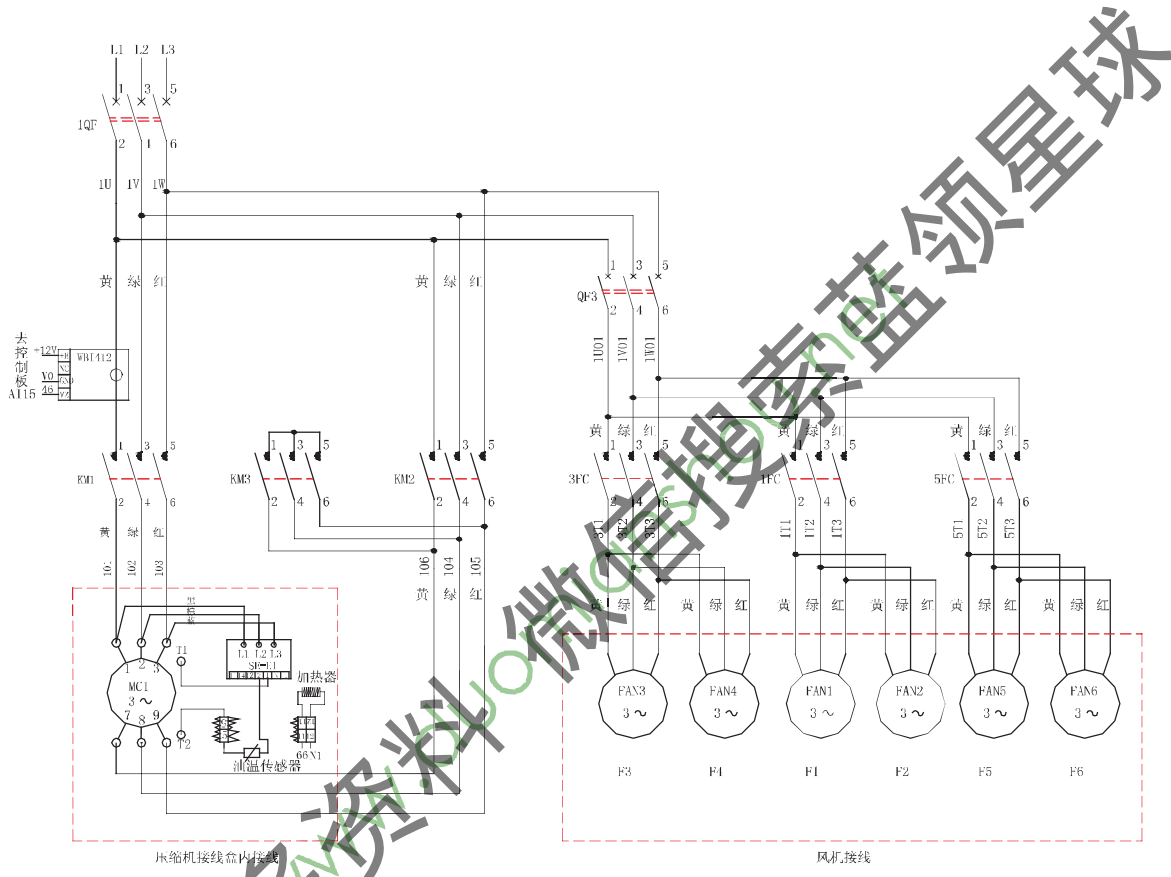 L1 L2 L3
1 3 5
1QF
2 4 6
1U 1V 1W
黄 绿 红
黄 绿 红
1 3 5
QF3
2 4 6
1U01 1V01 1W01
去控制板
+12V
V0
AI15 46
WBI412
黄 绿 红
黄 绿 红
黄 绿 红
1 3 5
KM1
2 4 6
1 3 5
KM3
2 4 6
1 3 5
KM2
2 4 6
1 3 5
3FC
2 4 6
1 3 5
1FC
2 4 6
1 3 5
5FC
2 4 6
黄 绿 红
101 102 103
106 104 105
黄 绿 红
3T1 3T2 3T3
1T1 1T2 1T3
5T1 5T2 5T3
黄 绿 红 黄 绿 红 黄 绿 红 黄 绿 红 黄 绿 红 黄 绿 红
1 2 3
T1
L1 L2 L3
SE-E1
MC1
3~
7 8 9
T2
加热器
66 N1
油温传感器
FAN3 3~
FAN4 3~
FAN1 3~
FAN2 3~
FAN5 3~
FAN6 3~
F3 F4 F1 F2 F5 F6
压缩机接线盒内接线
风机接线
资料 微信搜索蓝领星球
www.duomianshou.net